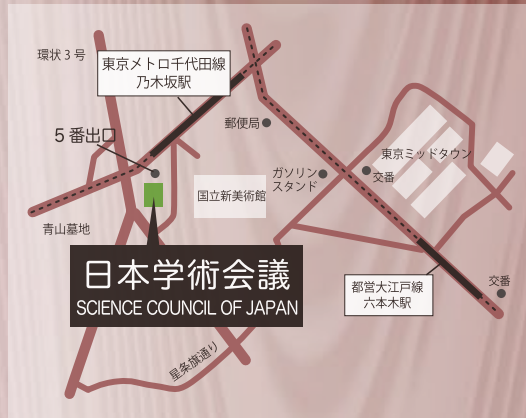 環状3号
東京メトロ千代田線
乃木坂駅
5番出口
郵便局
ガソリン
スタンド
交番
東京ミッドタウン
国立新美術館
青山墓地
日本学術会議
SCIENCE COUNCIL OF JAPAN
都営大江戸線
六本木駅
交番
星条旗通り